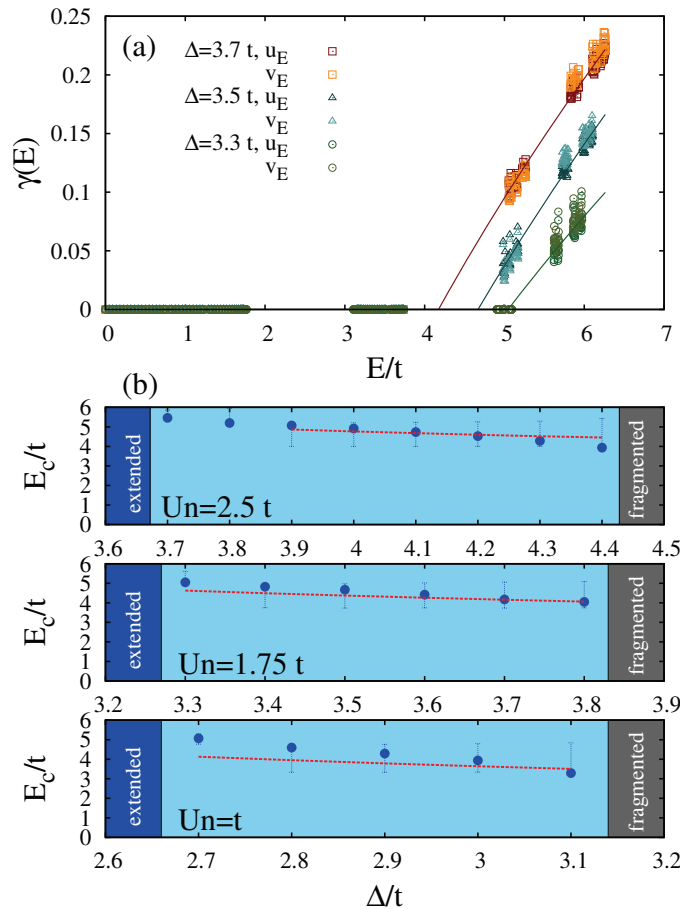 (a)
Δ=3.7 t, u_E
v_E
Δ=3.5 t, u_E
v_E
Δ=3.3 t, u_E
v_E
γ(E)
0.25
0.2
0.15
0.1
0.05
0
0 1 2 3 4 5 6 7
E/t
(b)
E_c/t
6
5
4
3
2
1
0
extended
Un=2.5 t
fragmented
3.6 3.7 3.8 3.9 4 4.1 4.2 4.3 4.4 4.5
E_c/t
6
5
4
3
2
1
0
extended
Un=1.75 t
fragmented
3.2 3.3 3.4 3.5 3.6 3.7 3.8 3.9
E_c/t
6
5
4
3
2
1
0
extended
Un=t
fragmented
2.6 2.7 2.8 2.9 3 3.1 3.2
Δ/t